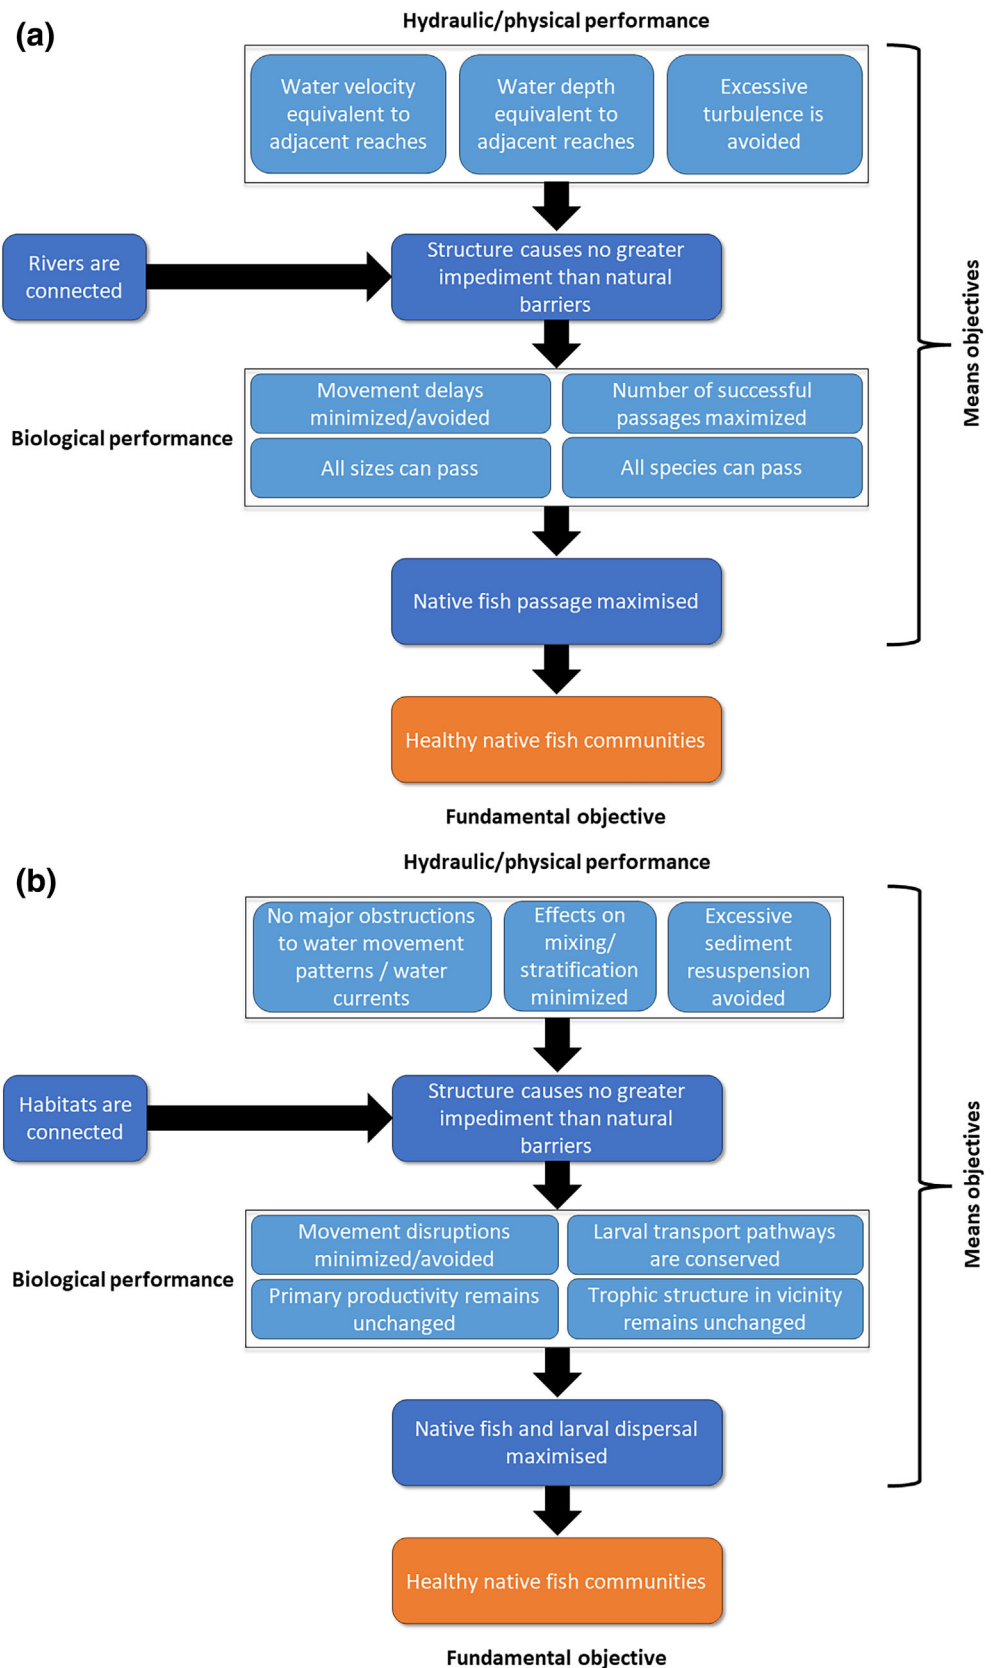 (a)
Hydraulic/physical performance
Water velocity
equivalent to
adjacent reaches
Water depth
equivalent to
adjacent reaches
Excessive
turbulence is
avoided
Rivers are
connected
Structure causes no greater
impediment than natural
barriers
Means objectives
Biological performance
Movement delays
minimized/avoided
Number of successful
passages maximized
All sizes can pass
All species can pass
Native fish passage maximised
Healthy native fish communities
Fundamental objective
(b)
Hydraulic/physical performance
No major obstructions
to water movement
patterns / water
currents
Effects on
mixing/
stratification
minimized
Excessive
sediment
resuspension
avoided
Habitats are
connected
Structure causes no greater
impediment than natural
barriers
Means objectives
Biological performance
Movement disruptions
minimized/avoided
Larval transport pathways
are conserved
Primary productivity remains
unchanged
Trophic structure in vicinity
remains unchanged
Native fish and larval dispersal
maximised
Healthy native fish communities
Fundamental objective